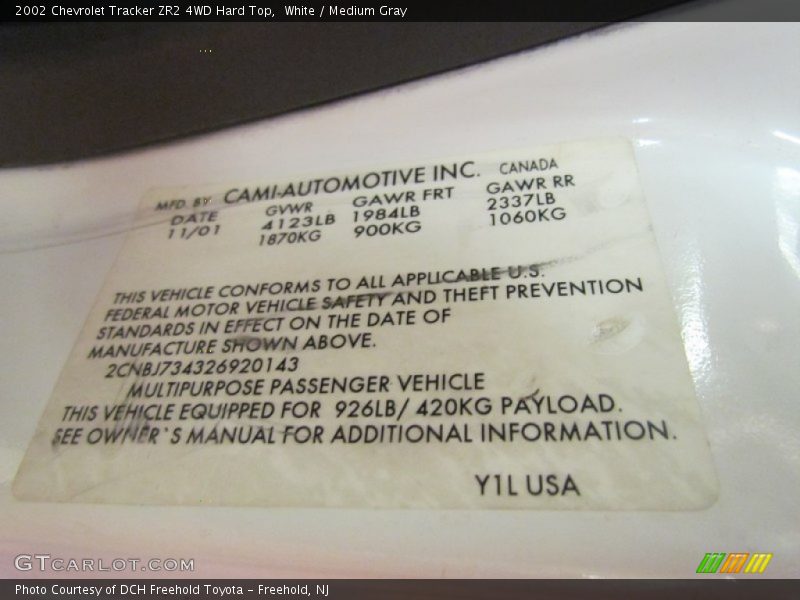 2002 Chevrolet Tracker ZR2 4WD Hard Top, White / Medium Gray
MFD. BY CAMI-AUTOMOTIVE INC. CANADA
DATE GVWR GAWR FRT GAWR RR
11/01 4123LB 1984LB 2337LB
1870KG 900KG 1060KG
THIS VEHICLE CONFORMS TO ALL APPLICABLE U.S.
FEDERAL MOTOR VEHICLE SAFETY AND THEFT PREVENTION
STANDARDS IN EFFECT ON THE DATE OF
MANUFACTURE SHOWN ABOVE.
2CNBJ734326920143
MULTIPURPOSE PASSENGER VEHICLE
THIS VEHICLE EQUIPPED FOR 926LB/ 420KG PAYLOAD.
SEE OWNER`S MANUAL FOR ADDITIONAL INFORMATION.
Y1L USA
GTCARLOT.COM
Photo Courtesy of DCH Freehold Toyota - Freehold, NJ